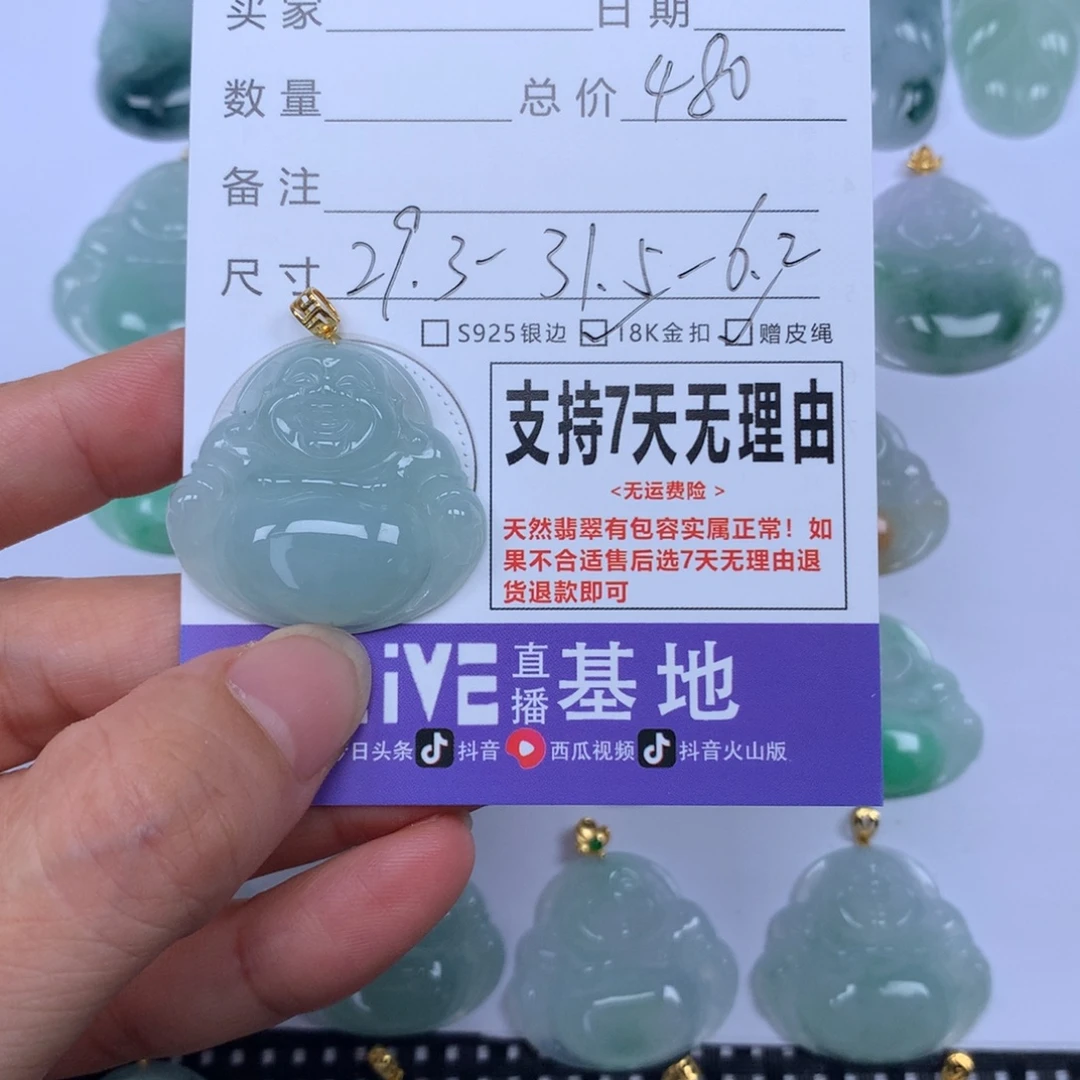 买家 日期
数量 总价 480
备注
尺寸 29.3-31.5-6.2
S925银边 18K金扣 赠皮绳
支持7天无理由
<无运费险 >
天然翡翠有包容实属正常！如
果不合适售后选7天无理由退
货退款即可
LiVE 直播 基地
今日头条 抖音 西瓜视频 抖音火山版